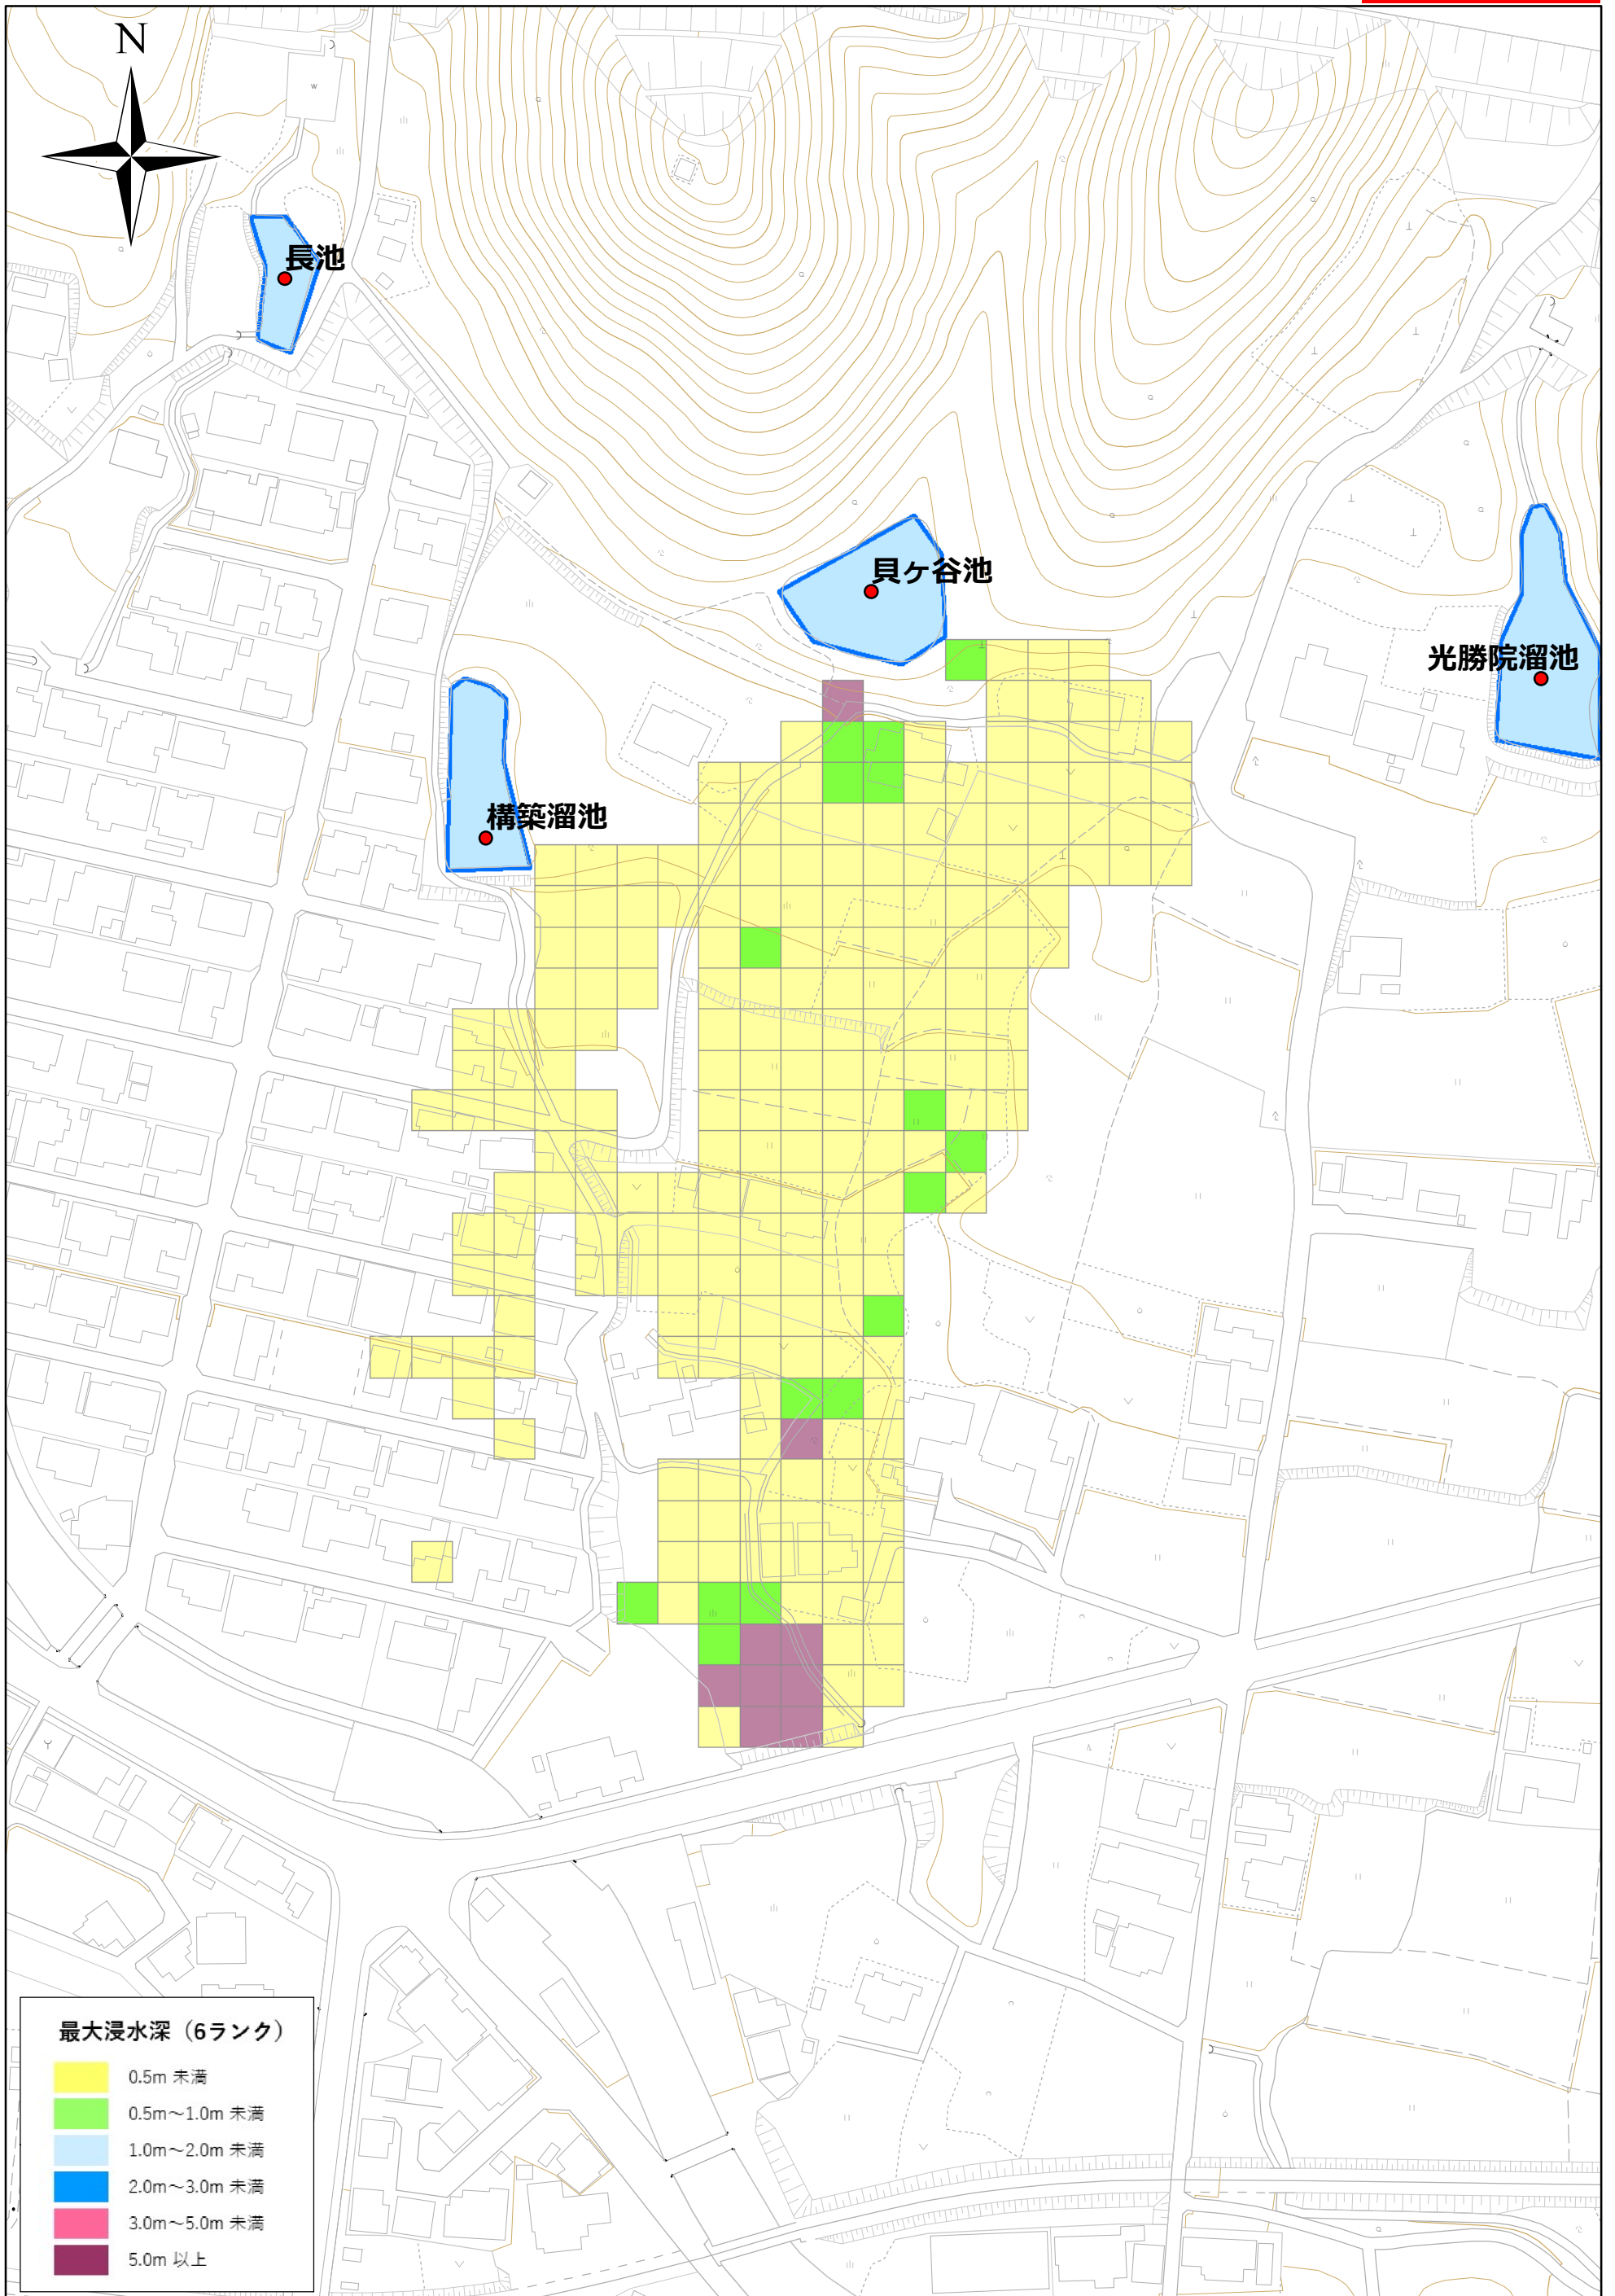 N
長池
貝ヶ谷池
光勝院溜池
構築溜池
最大浸水深（6ランク）
0.5m 未満
0.5m～1.0m 未満
1.0m～2.0m 未満
2.0m～3.0m 未満
3.0m～5.0m 未満
5.0m 以上